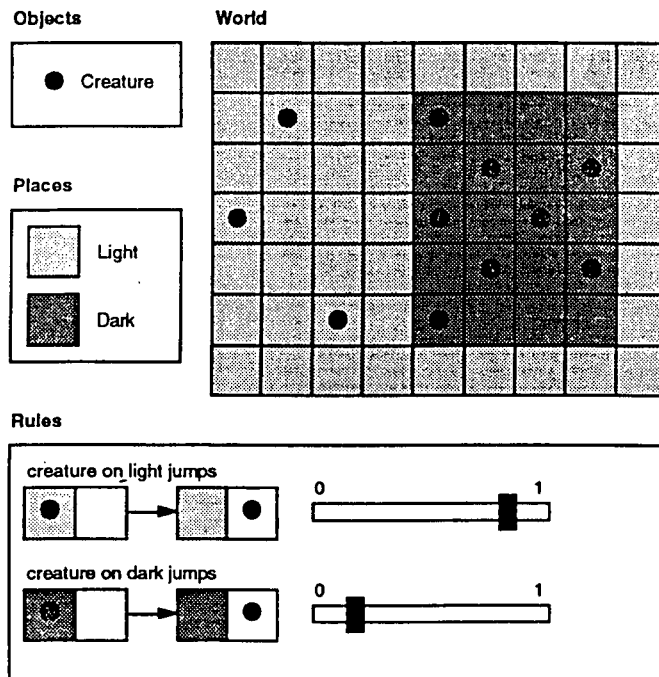 Objects
World
Creature
Places
Light
Dark
Rules
creature on light jumps
0 1
creature on dark jumps
0 1